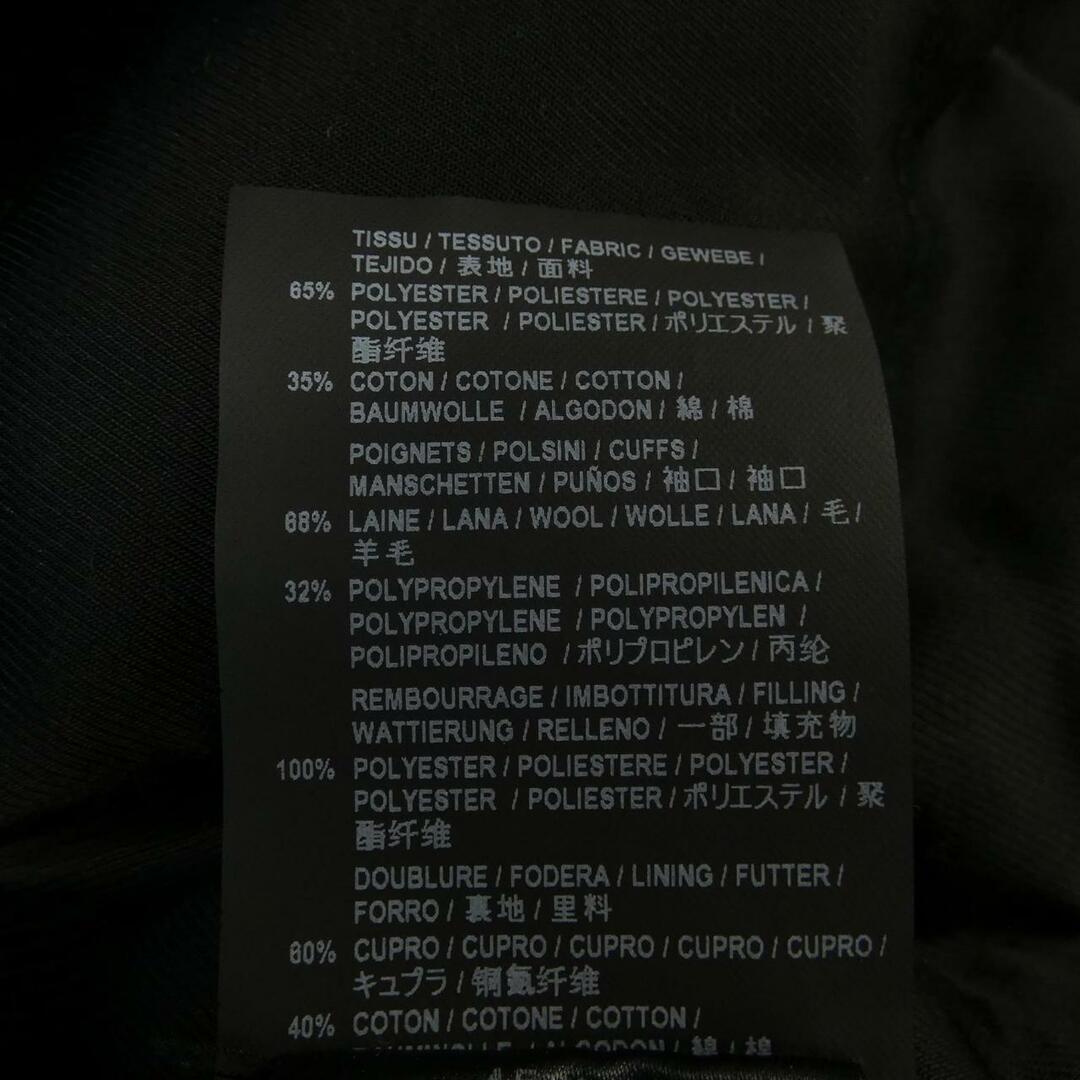 TISSU / TESSUTO / FABRIC / GEWEBE /
TEJIDO / 表地 / 面料
65% POLYESTER / POLIESTERE / POLYESTER /
POLYESTER / POLIESTER / ポリエステル / 聚
酯纤维
35% COTON / COTONE / COTTON /
BAUMWOLLE / ALGODON / 綿 / 棉
POIGNETS / POLSINI / CUFFS /
MANSCHETTEN / PUÑOS / 袖口 / 袖口
68% LAINE / LANA / WOOL / WOLLE / LANA / 毛 /
羊毛
32% POLYPROPYLENE / POLIPROPILENICA /
POLYPROPYLENE / POLYPROPYLEN /
POLIPROPILENO / ポリプロピレン / 丙纶
REMBOURRAGE / IMBOTTITURA / FILLING /
WATTIERUNG / RELLENO / 一部 / 填充物
100% POLYESTER / POLIESTERE / POLYESTER /
POLYESTER / POLIESTER / ポリエステル / 聚
酯纤维
DOUBLURE / FODERA / LINING / FUTTER /
FORRO / 裏地 / 里料
60% CUPRO / CUPRO / CUPRO / CUPRO / CUPRO /
キュプラ / 铜氨纤维
40% COTON / COTONE / COTTON /
/ ALGODON / 綿 / 棉